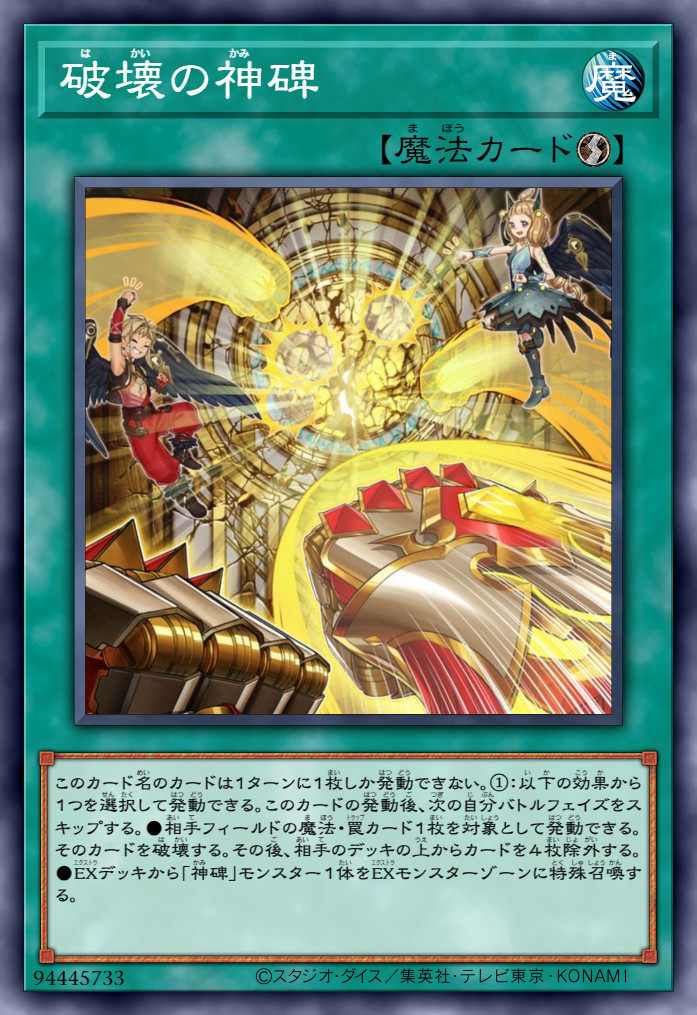 破壊の神碑
魔
【魔法カード】
このカード名のカードは1ターンに1枚しか発動できない。①:以下の効果から
1つを選択して発動できる。このカードの発動後、次の自分バトルフェイズをス
キップする。●相手フィールドの魔法・罠カード1枚を対象として発動できる。
そのカードを破壊する。その後、相手のデッキの上からカードを4枚除外する。
●EXデッキから「神碑」モンスター1体をEXモンスターゾーンに特殊召喚す
る。
94445733
©スタジオ・ダイス/集英社・テレビ東京・KONAMI